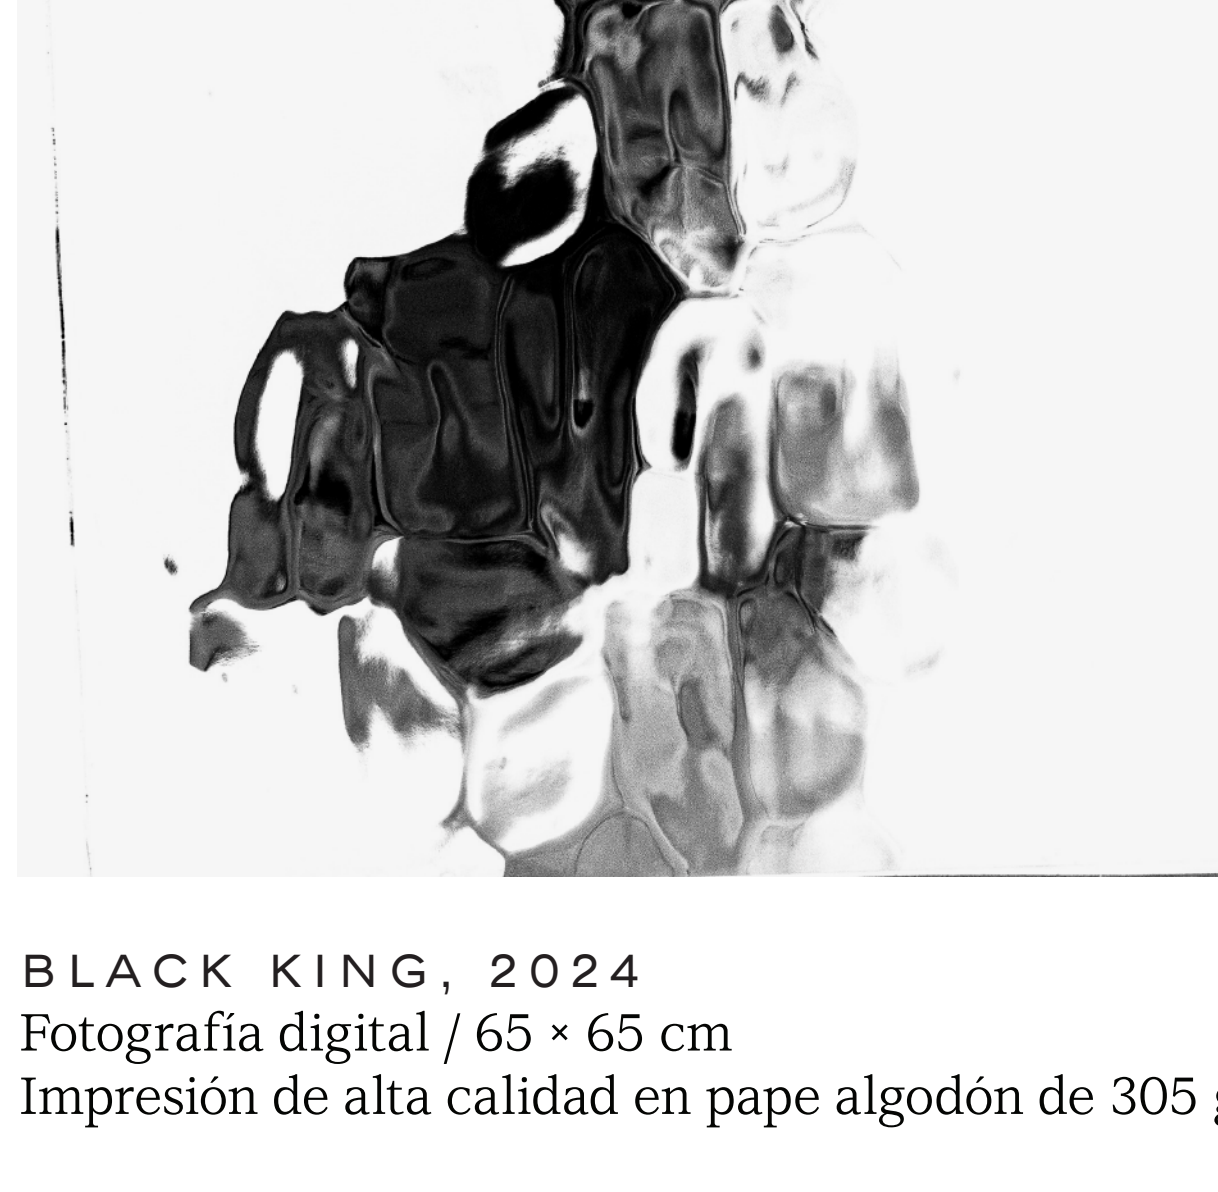 BLACK KING, 2024
Fotografía digital / 65 × 65 cm
Impresión de alta calidad en pape algodón de 305